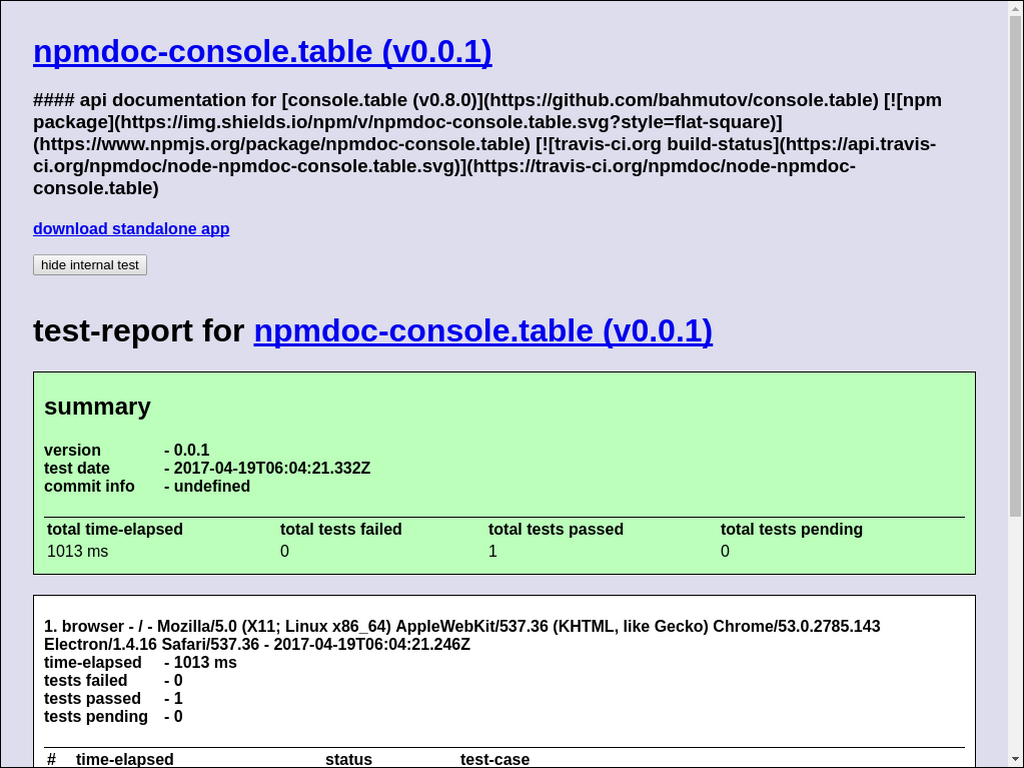 npmdoc-console.table (v0.0.1)
#### api documentation for [console.table (v0.8.0)](https://github.com/bahmutov/console.table) [![npm
package](https://img.shields.io/npm/v/npmdoc-console.table.svg?style=flat-square)]
(https://www.npmjs.org/package/npmdoc-console.table) [![travis-ci.org build-status](https://api.travis-
ci.org/npmdoc/node-npmdoc-console.table.svg)](https://travis-ci.org/npmdoc/node-npmdoc-
console.table)
download standalone app
hide internal test
test-report for npmdoc-console.table (v0.0.1)
summary
version - 0.0.1
test date - 2017-04-19T06:04:21.332Z
commit info - undefined
total time-elapsed total tests failed total tests passed total tests pending
1013 ms 0 1 0
1. browser - / - Mozilla/5.0 (X11; Linux x86_64) AppleWebKit/537.36 (KHTML, like Gecko) Chrome/53.0.2785.143
Electron/1.4.16 Safari/537.36 - 2017-04-19T06:04:21.246Z
time-elapsed - 1013 ms
tests failed - 0
tests passed - 1
tests pending - 0
# time-elapsed status test-case